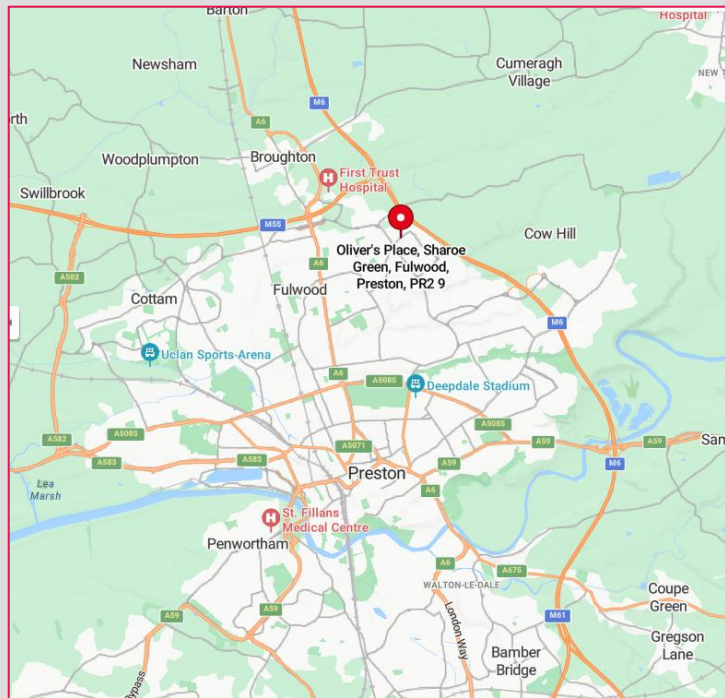 Barton
Hospital
Newsham
Cumeragh
Village
NEW
M6
A6
Woodplumpton
Broughton
First Trust
Hospital
Swillbrook
M55
Cow Hill
Oliver's Place, Sharoe
Green, Fulwood,
Preston, PR2 9
A6
A582
Cottam
Fulwood
M6
Uclan Sports Arena
A6
A5085
Deepdale Stadium
A5085
A5085
A582
A5071
A59
A59
A583
A583
A59
M6
Preston
Lea
Marsh
A6
St. Fillans
Medical Centre
Penwortham
A6
A675
WALTON-LE-DALE
Coupe
Green
A59
A59
London Way
M61
Gregson
Lane
Bamber
Bridge
Bypass